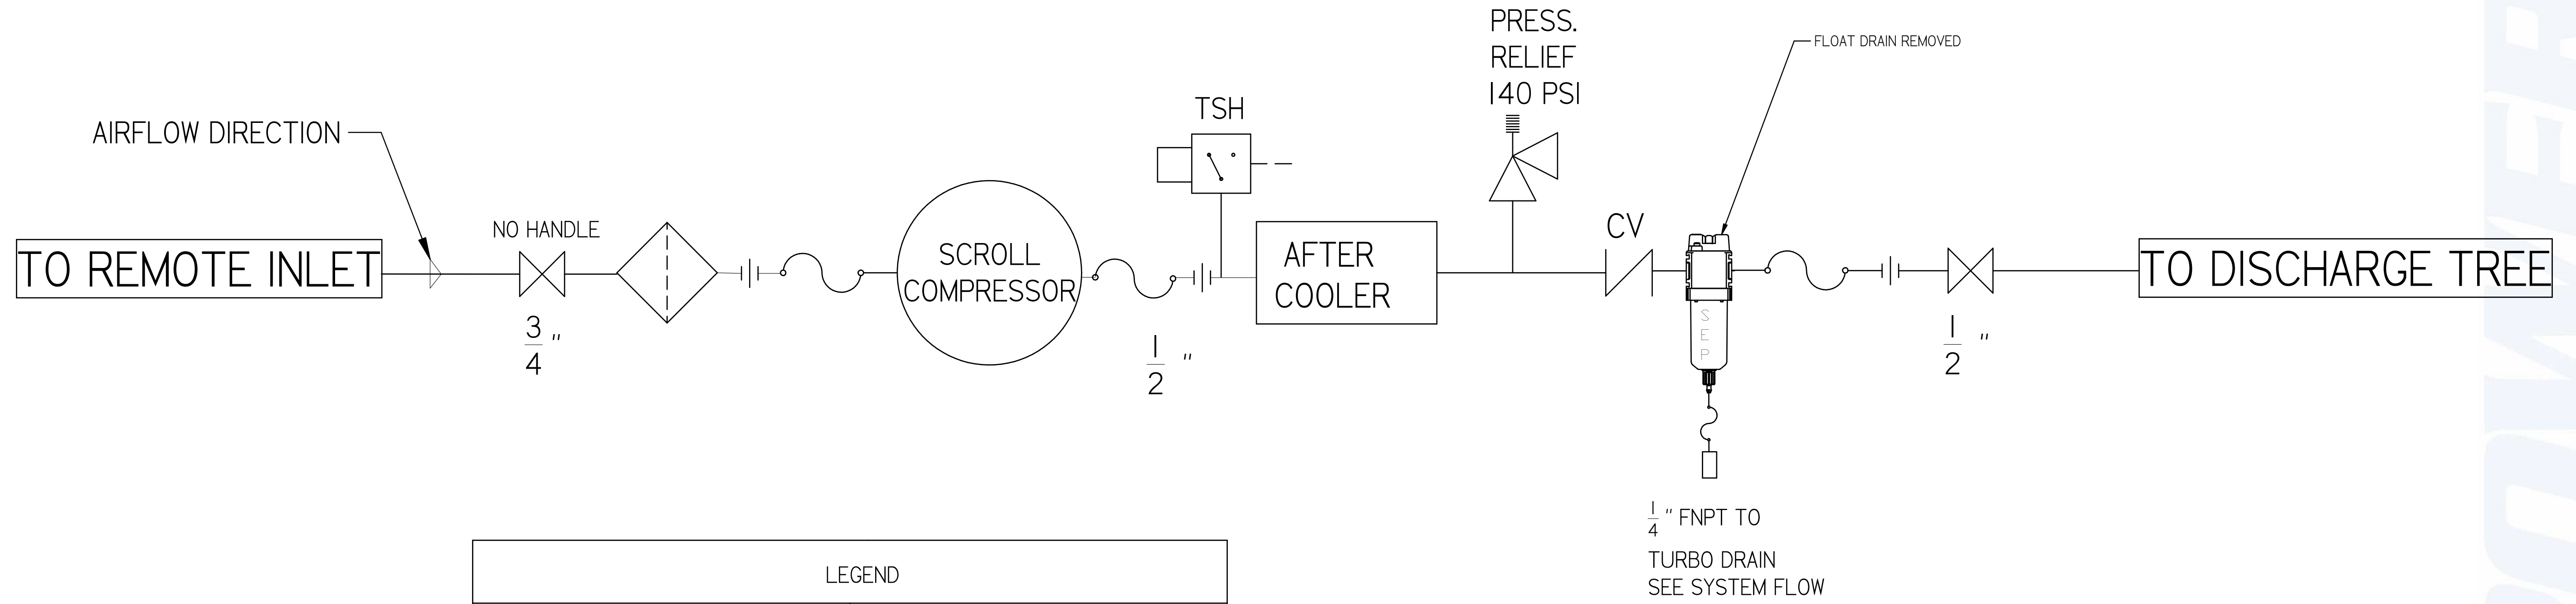 PRESS.
RELIEF
140 PSI
FLOAT DRAIN REMOVED
TSH
AIRFLOW DIRECTION
NO HANDLE
CV
TO REMOTE INLET
SCROLL
COMPRESSOR
AFTER
COOLER
TO DISCHARGE TREE
S
E
P
3/4 "
1/2 "
1/2 "
1/4 " FNPT TO
TURBO DRAIN
SEE SYSTEM FLOW
LEGEND